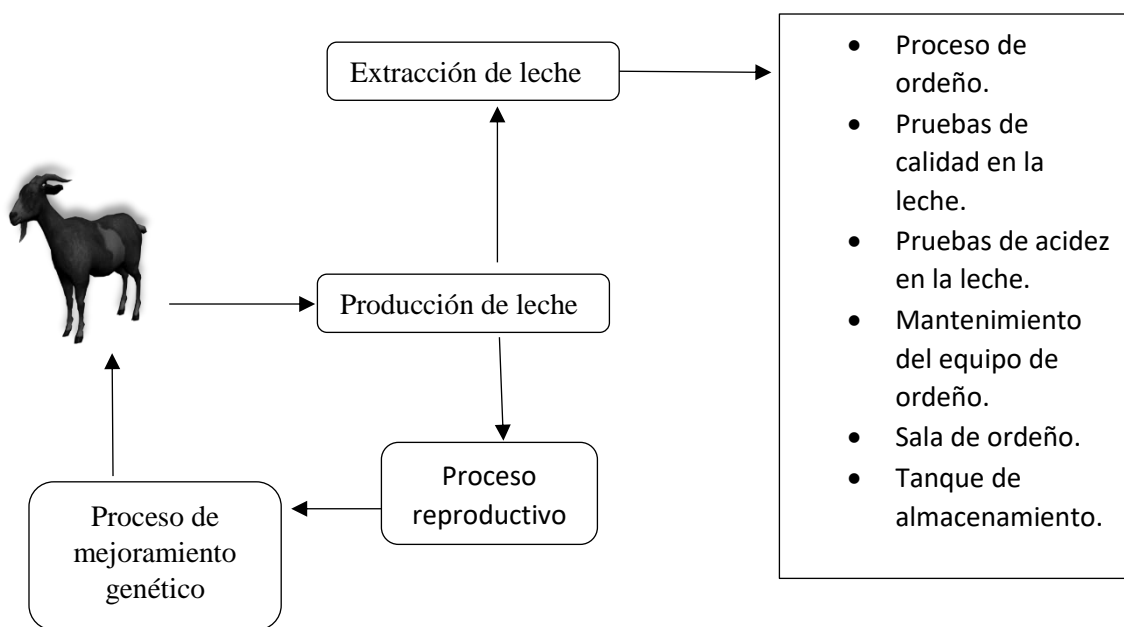 Extracción de leche
Producción de leche
Proceso
reproductivo
Proceso de
mejoramiento
genético
• Proceso de
ordeño.
• Pruebas de
calidad en la
leche.
• Pruebas de acidez
en la leche.
• Mantenimiento
del equipo de
ordeño.
• Sala de ordeño.
• Tanque de
almacenamiento.